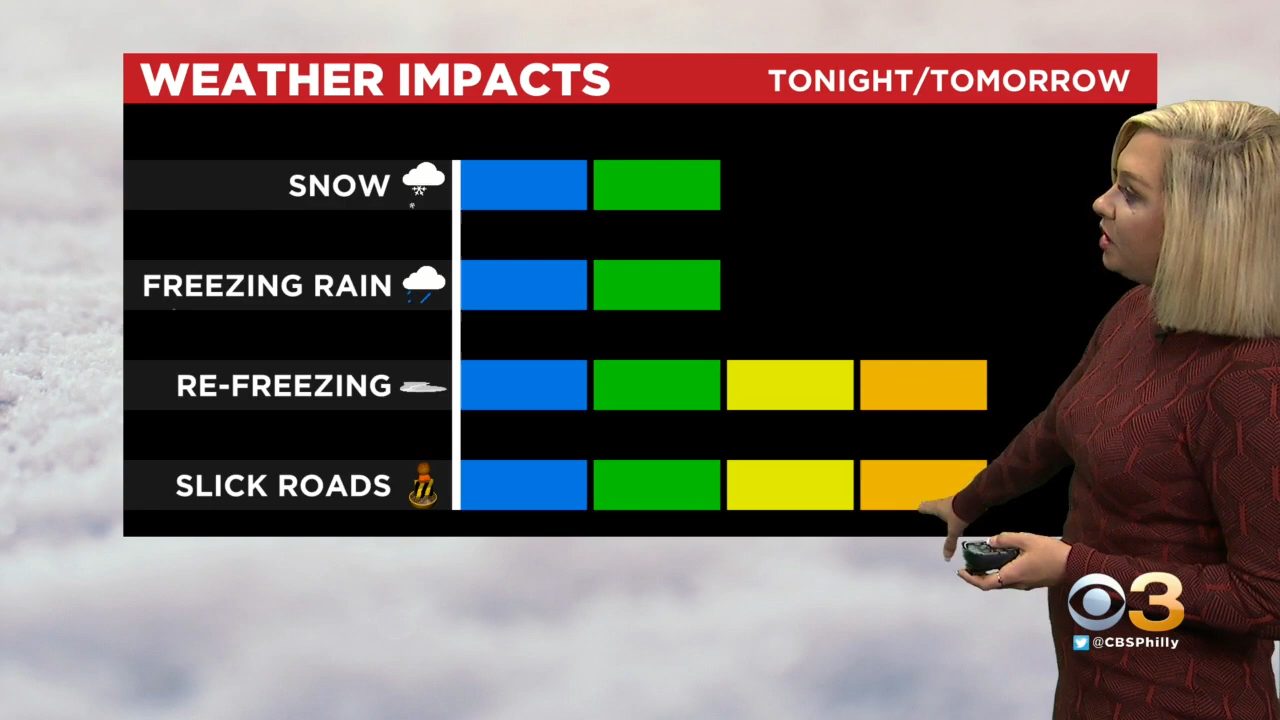 WEATHER IMPACTS
TONIGHT/TOMORROW
SNOW
FREEZING RAIN
RE-FREEZING
SLICK ROADS
3
@CBSPhilly